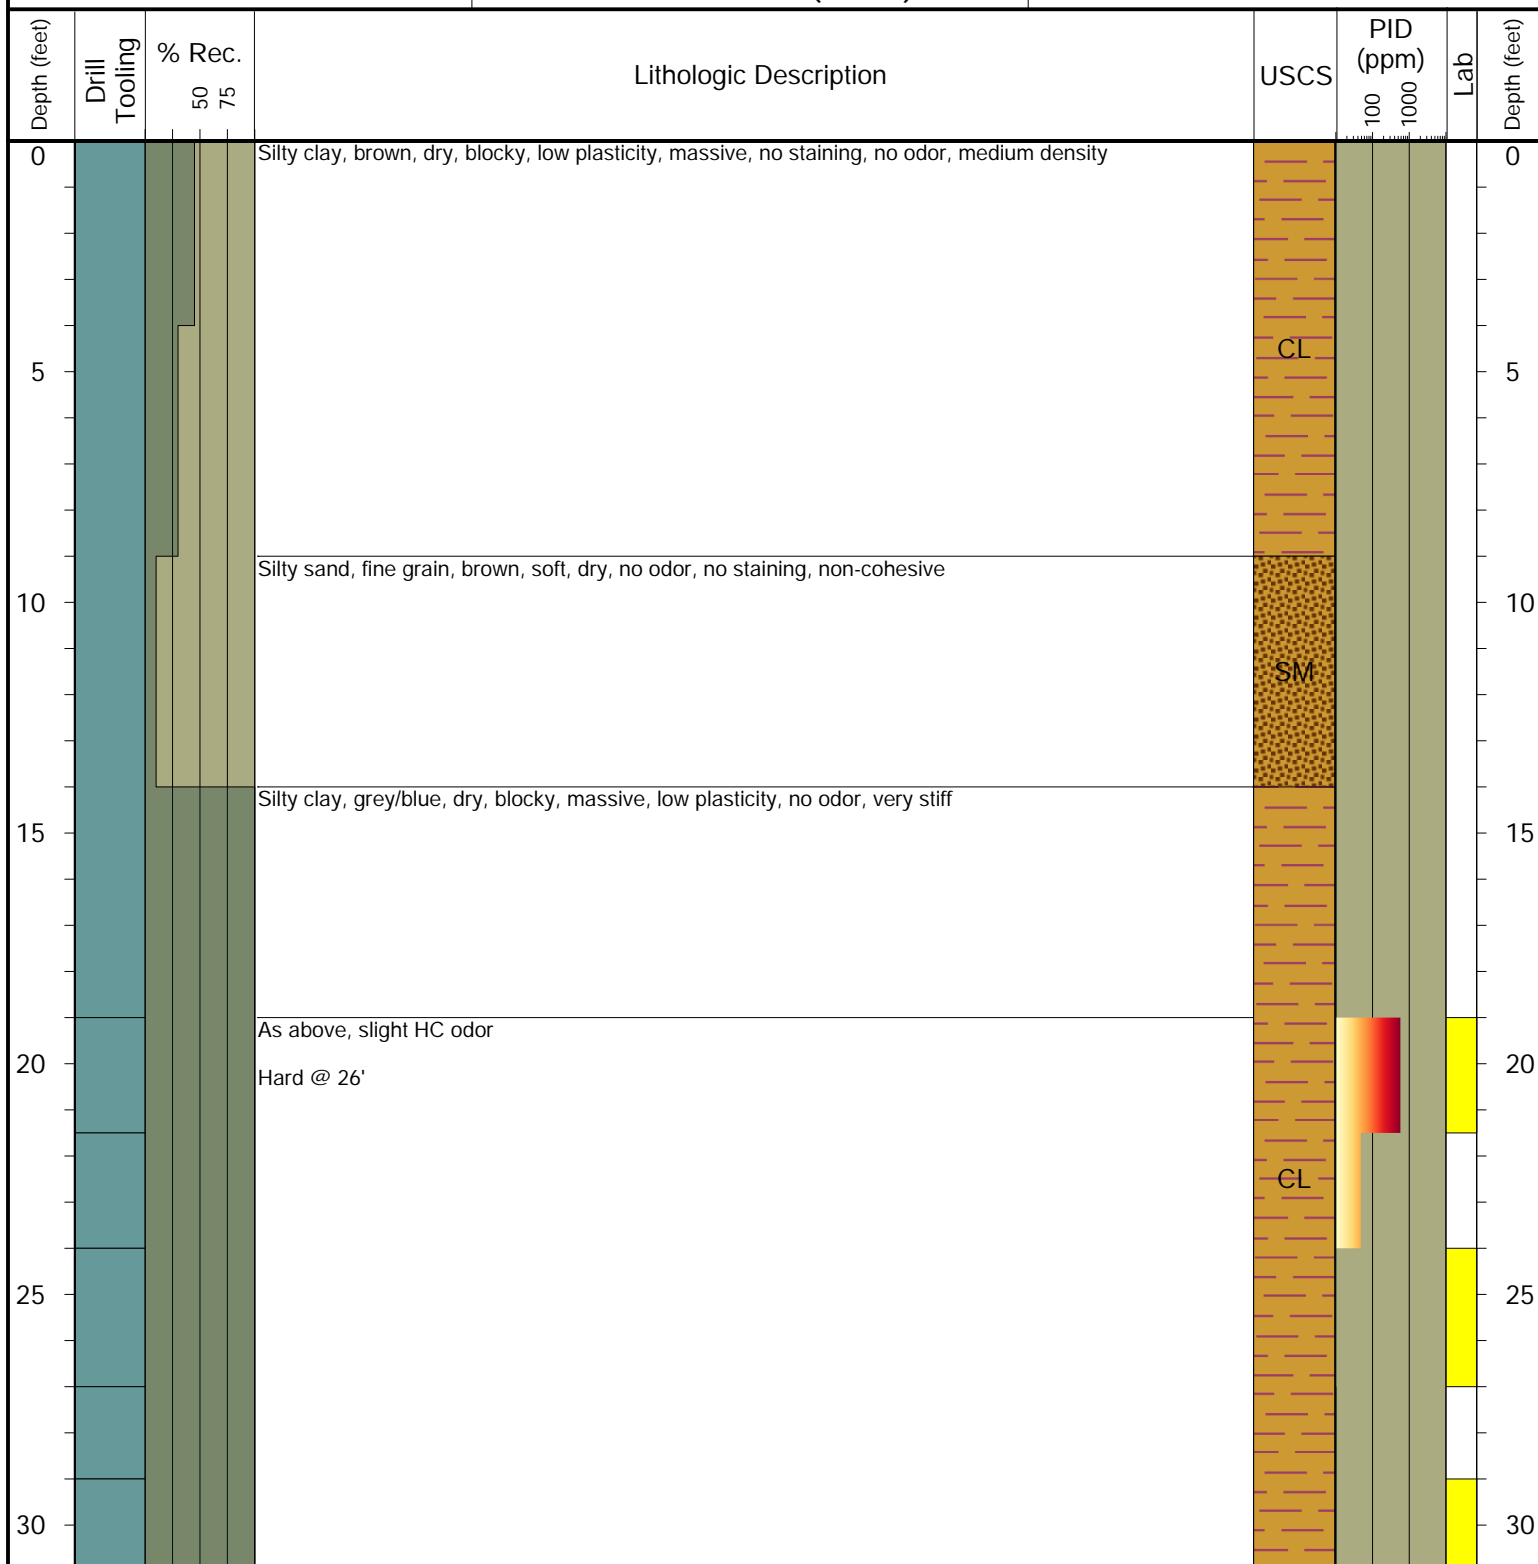 Depth (feet)
Drill
Tooling
% Rec.
50
75
Lithologic Description
USCS
PID
(ppm)
100
1000
Lab
Depth (feet)
0
Silty clay, brown, dry, blocky, low plasticity, massive, no staining, no odor, medium density
0
CL
5
5
Silty sand, fine grain, brown, soft, dry, no odor, no staining, non-cohesive
10
10
SM
Silty clay, grey/blue, dry, blocky, massive, low plasticity, no odor, very stiff
15
15
As above, slight HC odor
20
Hard @ 26'
20
CL
25
25
30
30